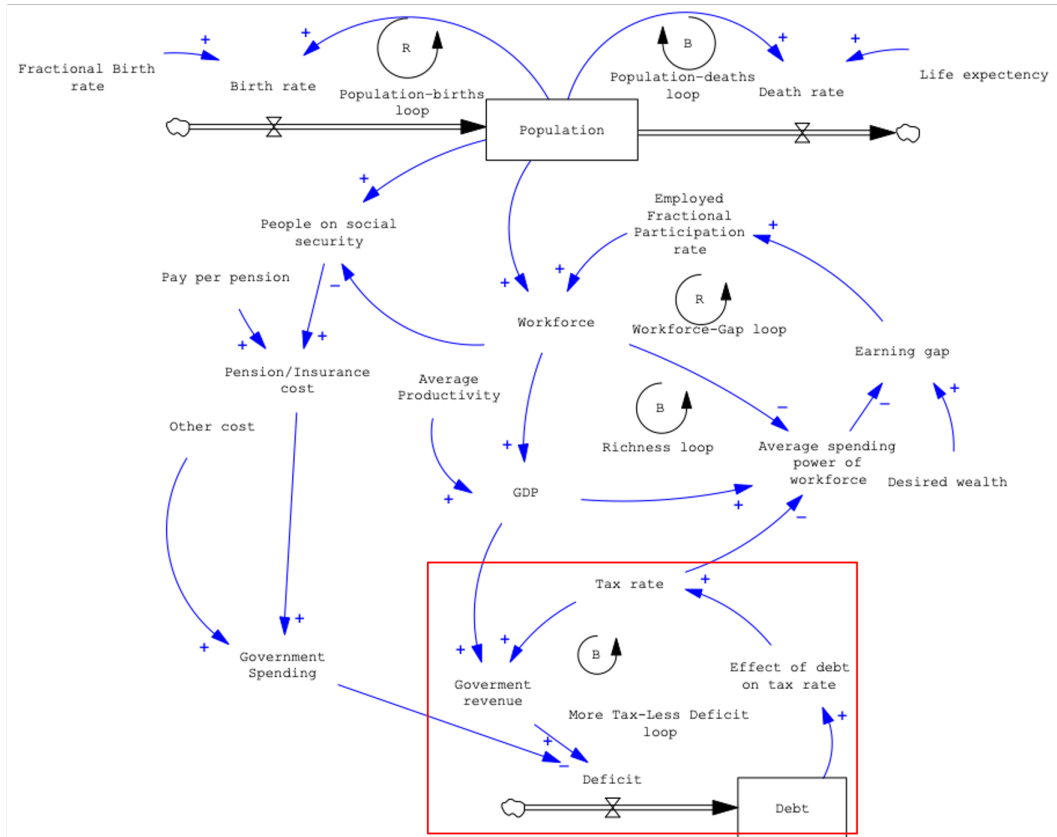 Fractional Birth
rate
+
Birth rate
+
R
Population-births
loop
B
Population-deaths
loop
+
Death rate
+
Life expectency
Population
+
People on social
security
Employed
Fractional
Participation
rate
+
Pay per pension
–
+
+
+
+
Workforce
R
Workforce-Gap loop
Earning gap
Pension/Insurance
cost
Average
Productivity
B
Richness loop
–
–
+
Other cost
+
+
GDP
+
Average spending
power of
workforce
Desired wealth
–
Tax rate
+
+
+
Government
Spending
+
+
B
Goverment
revenue
More Tax-Less Deficit
loop
Effect of debt
on tax rate
+
+
–
Deficit
Debt